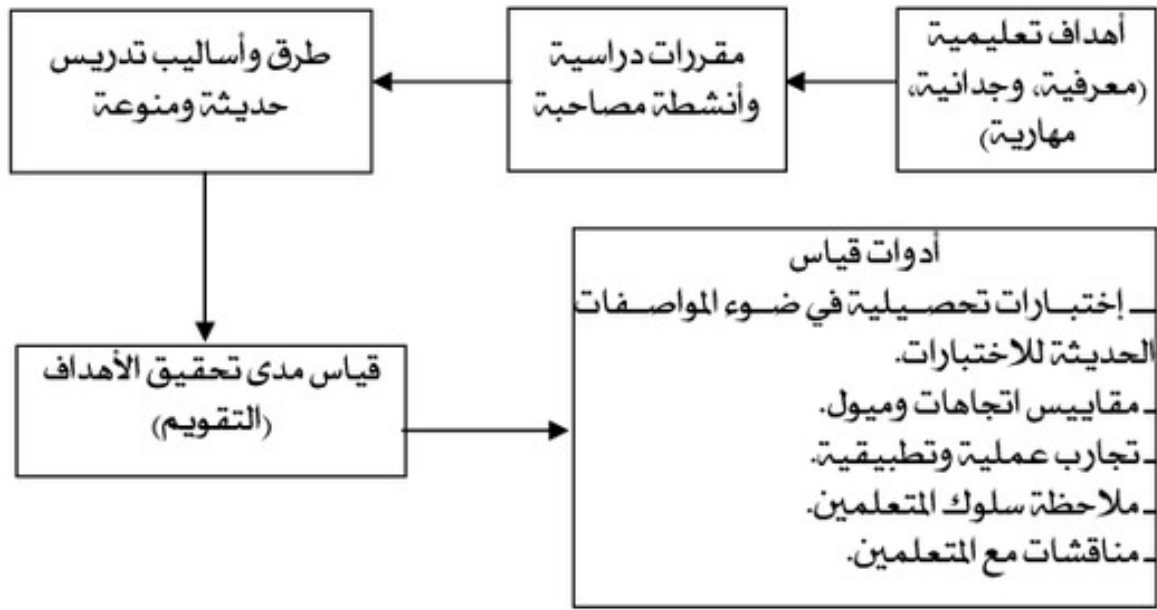 أهداف تعليمية
(معرفية، وجدانية،
مهارية)
مقررات دراسية
وأنشطة مصاحبة
طرق وأساليب تدريس
حديثة ومنوعة
قياس مدى تحقيق الأهداف
(التقويم)
أدوات قياس
ـ إختبارات تحصيلية في ضوء المواصفات
الحديثة للاختبارات.
ـ مقاييس اتجاهات وميول.
ـ تجارب عملية وتطبيقية.
ـ ملاحظة سلوك المتعلمين.
ـ مناقشات مع المتعلمين.